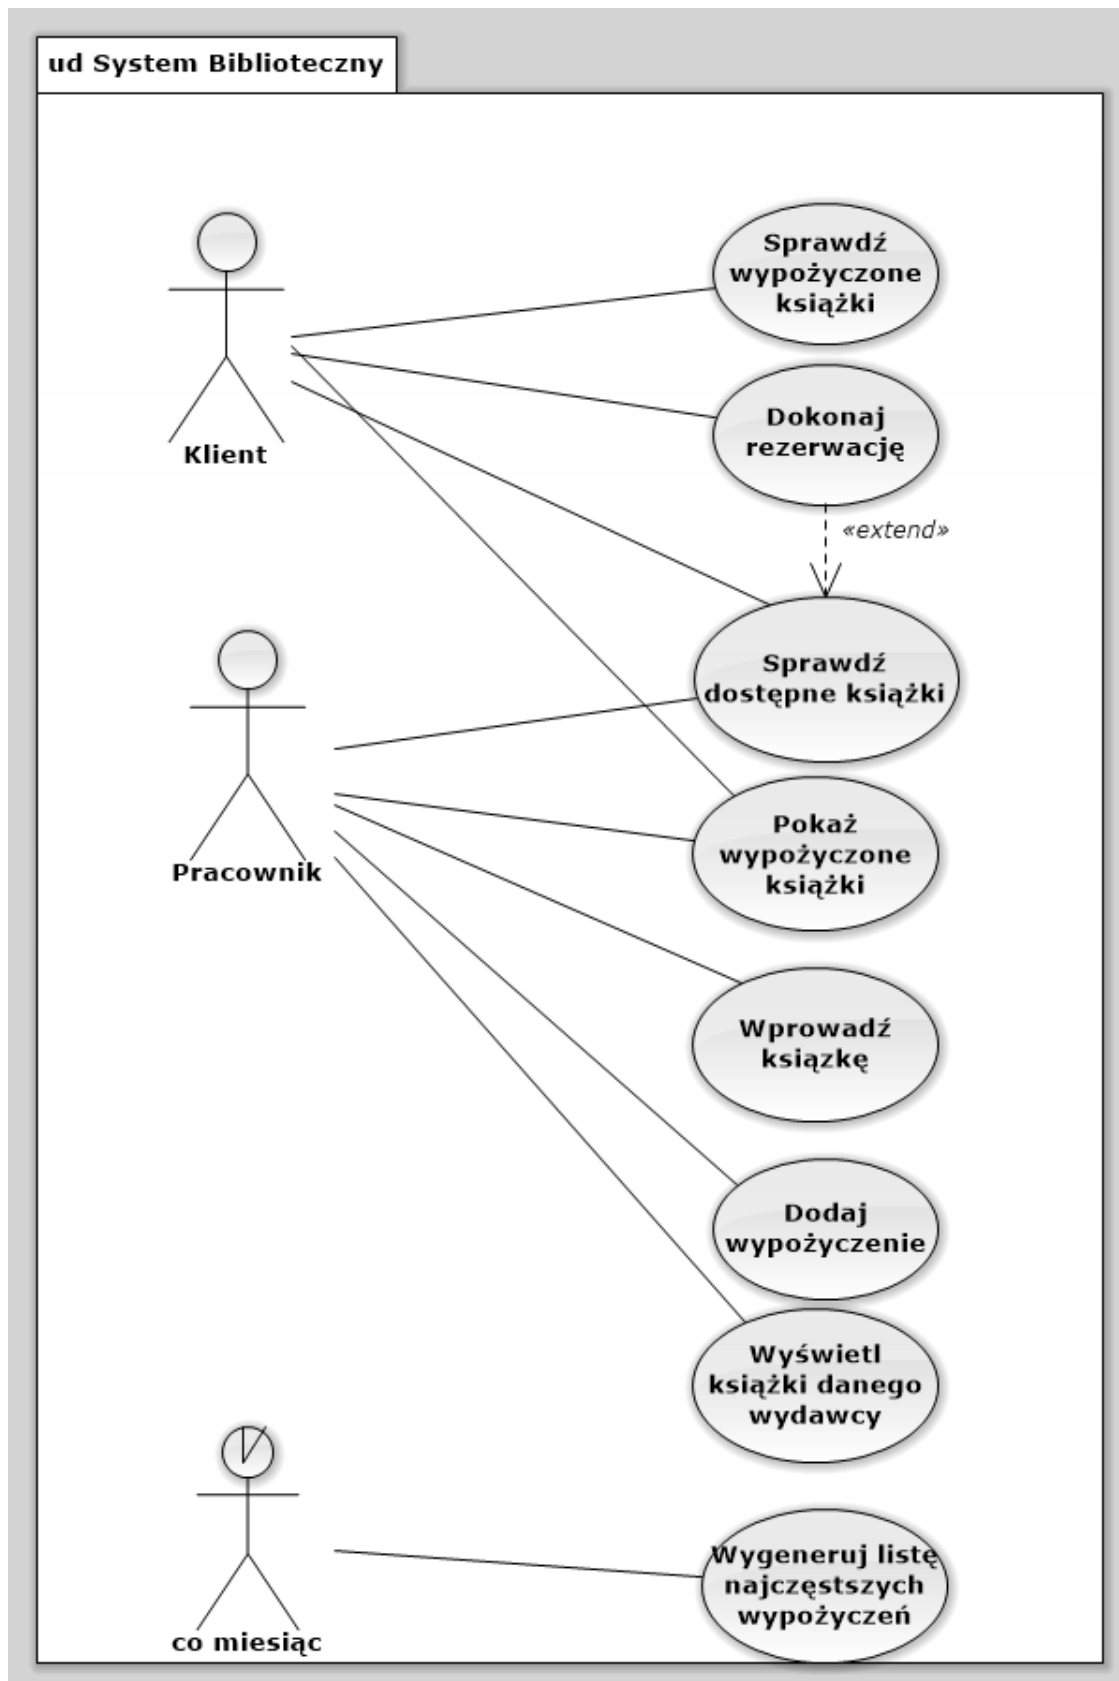 ud System Biblioteczny
Sprawdź
wypożyczone
książki
Dokonaj
rezerwację
Klient
«extend»
Sprawdź
dostępne książki
Pokaż
wypożyczone
książki
Pracownik
Wprowadź
ksiązkę
Dodaj
wypożyczenie
Wyświetl
książki danego
wydawcy
Wygeneruj listę
najczęstszych
wypożyczeń
co miesiąc